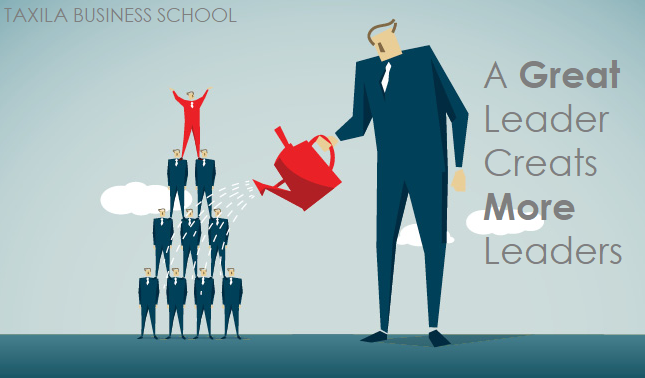 TAXILA BUSINESS SCHOOL
A Great
Leader
Creats
More
Leaders